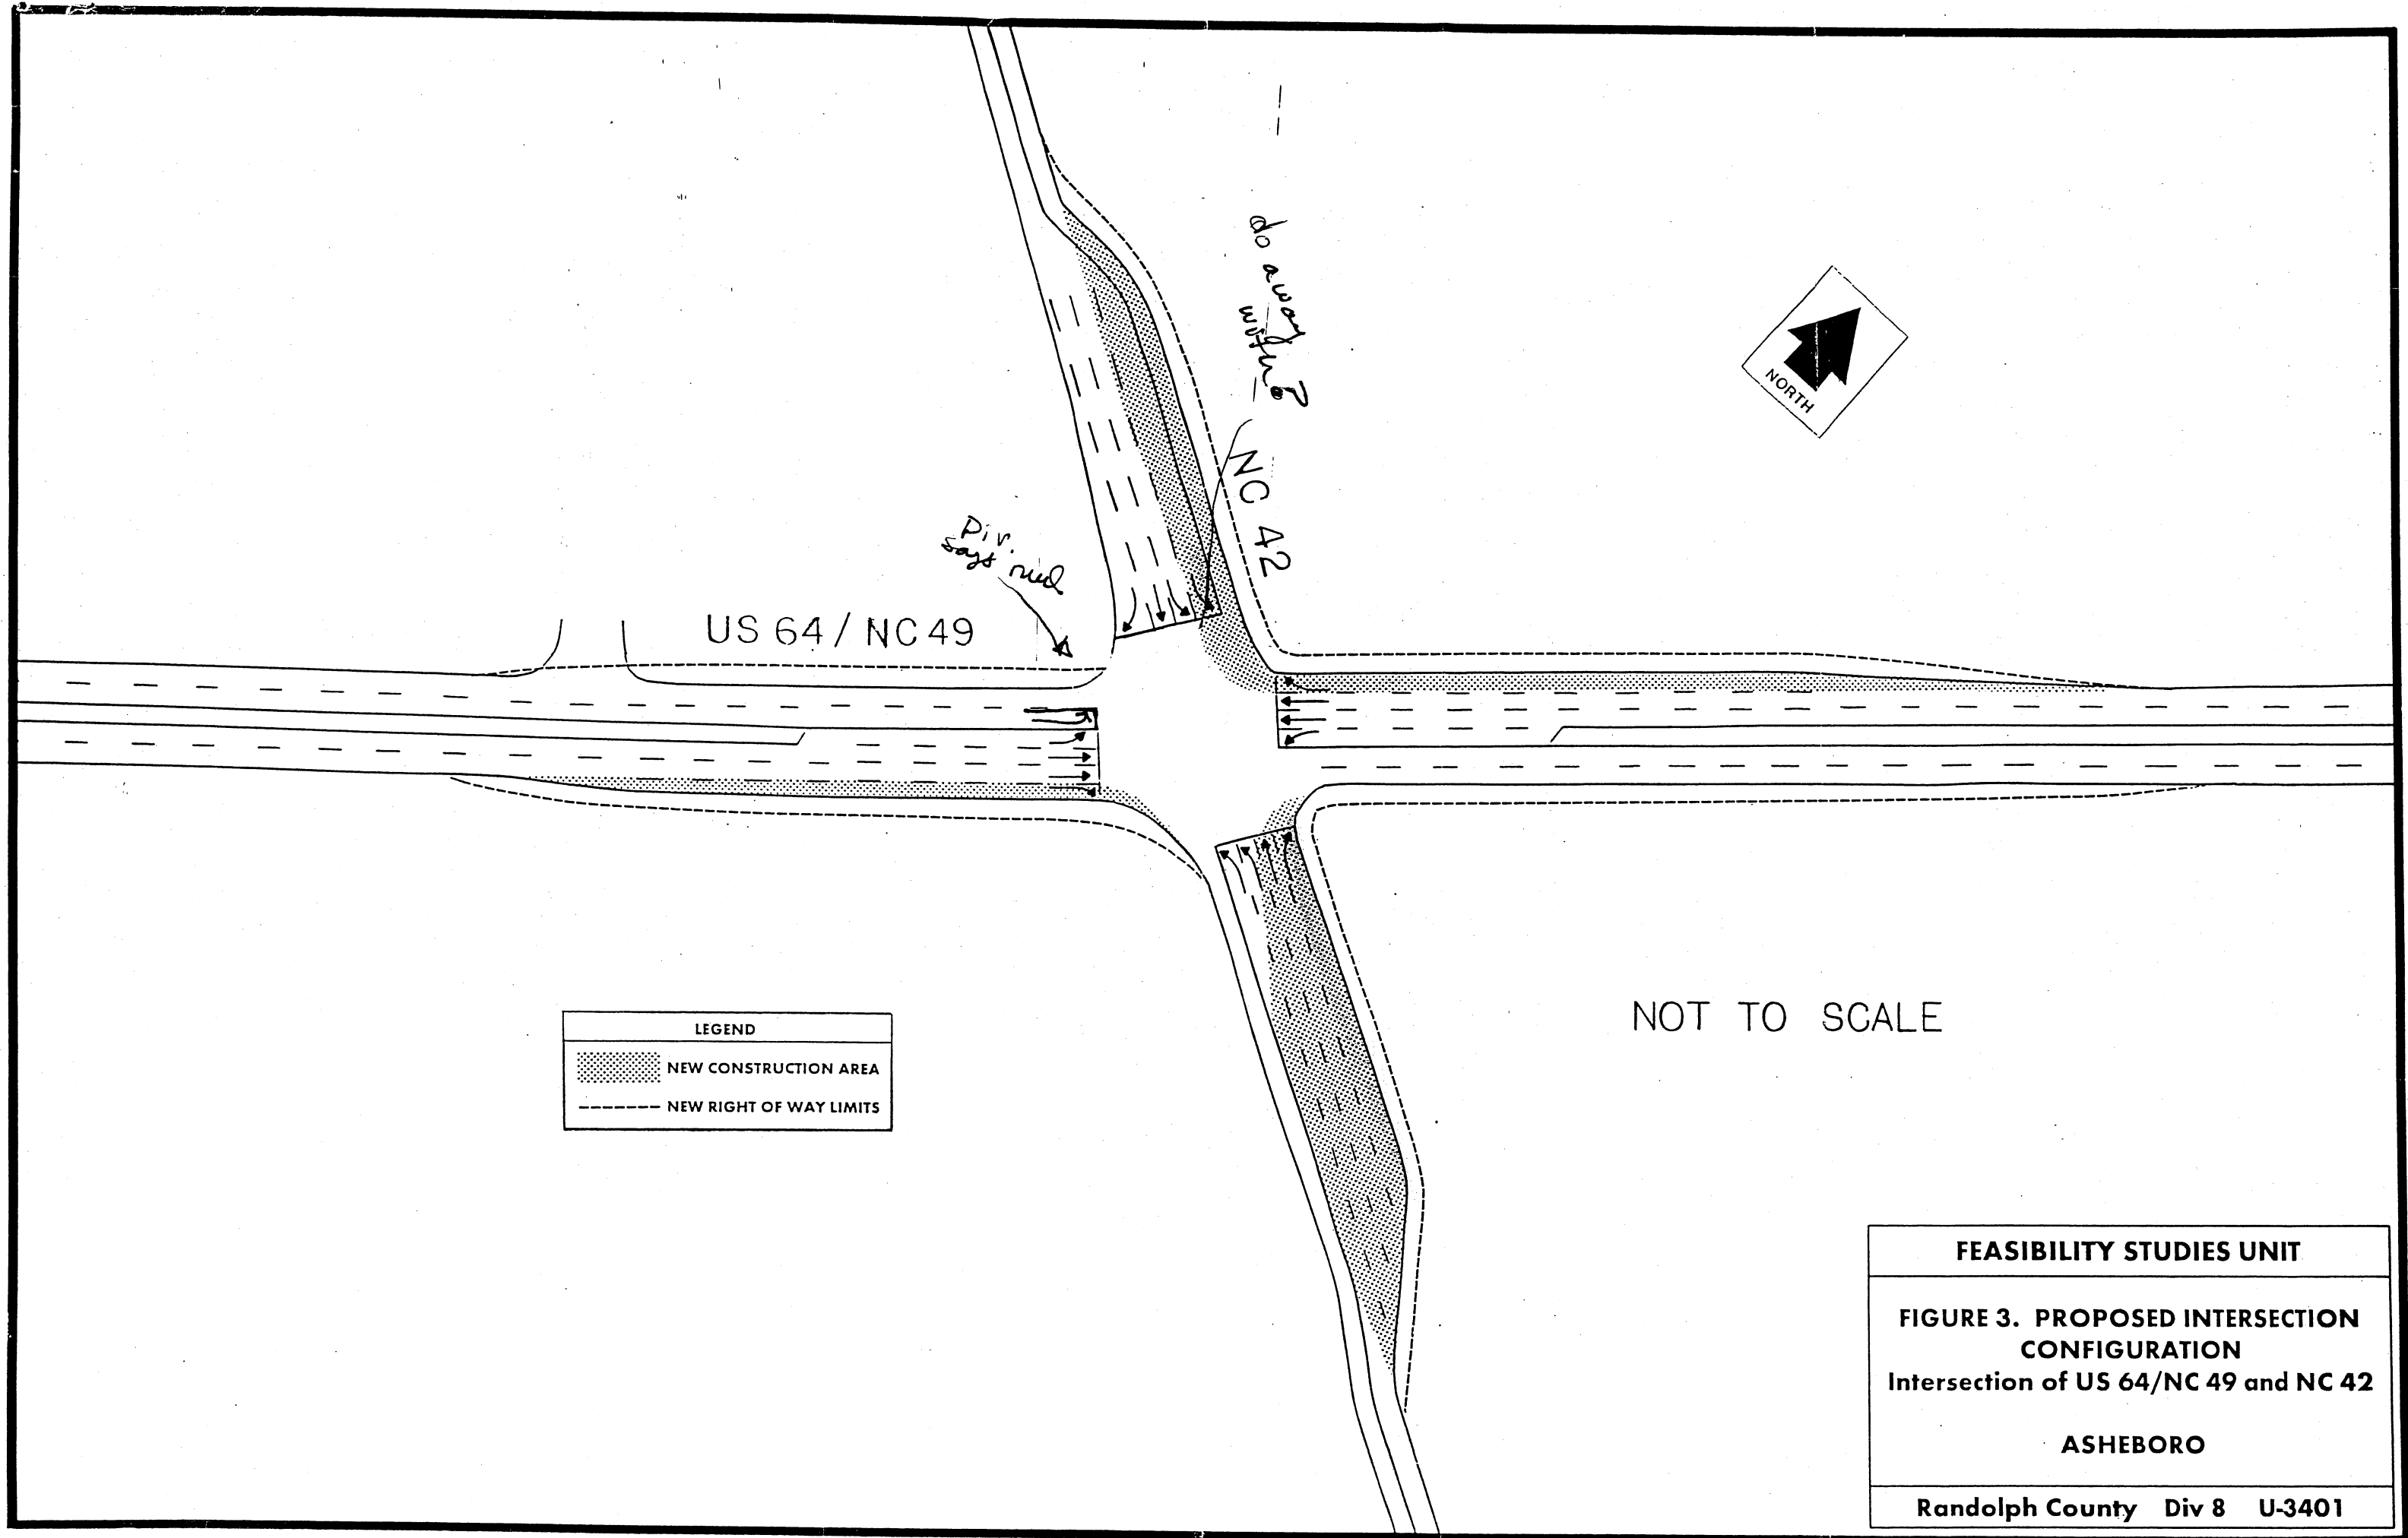 do away
with?
NORTH
NC 42
Div.
says need
US 64 / NC 49
LEGEND
NEW CONSTRUCTION AREA
NEW RIGHT OF WAY LIMITS
NOT TO SCALE
FEASIBILITY STUDIES UNIT
FIGURE 3. PROPOSED INTERSECTION
CONFIGURATION
Intersection of US 64/NC 49 and NC 42
ASHEBORO
Randolph County Div 8 U-3401